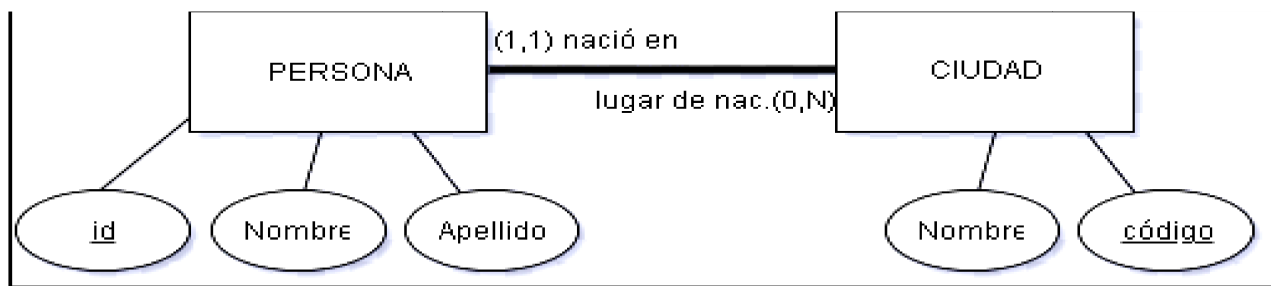 (1,1) nació en
PERSONA
CIUDAD
lugar de nac.(0,N)
id
Nombre
Apellido
Nombre
código